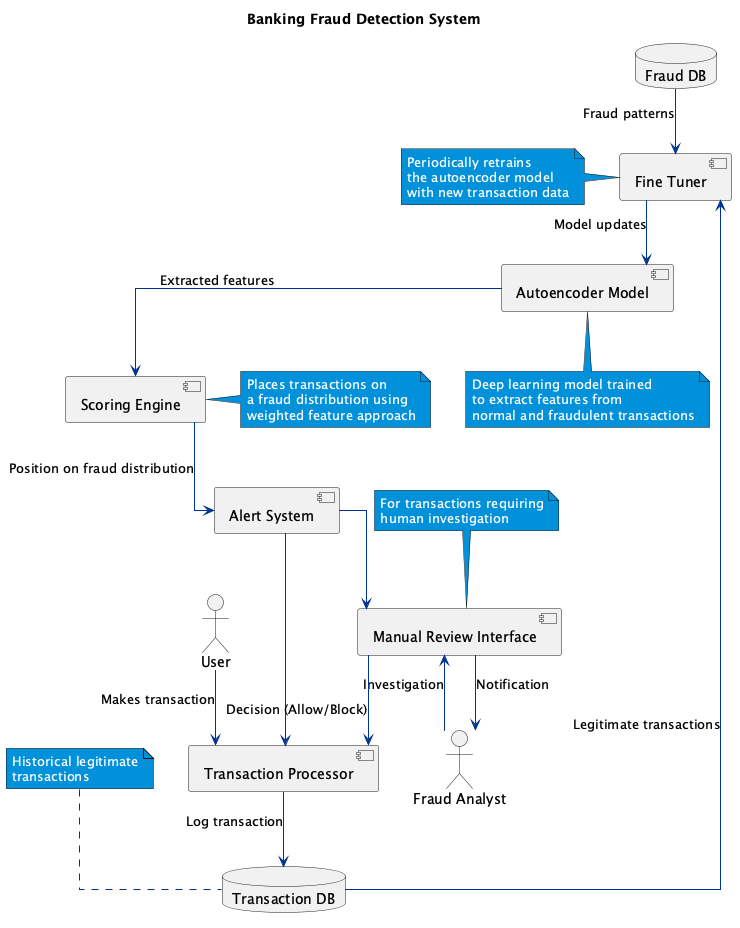 Banking Fraud Detection System
Fraud DB
Fraud patterns
Periodically retrains
the autoencoder model
with new transaction data
Fine Tuner
Model updates
Extracted features
Autoencoder Model
Places transactions on
a fraud distribution using
weighted feature approach
Scoring Engine
Deep learning model trained
to extract features from
normal and fraudulent transactions
Position on fraud distribution
Alert System
For transactions requiring
human investigation
Manual Review Interface
User
Makes transaction
Decision (Allow/Block)
Investigation
Notification
Legitimate transactions
Historical legitimate
transactions
Transaction Processor
Fraud Analyst
Log transaction
Transaction DB